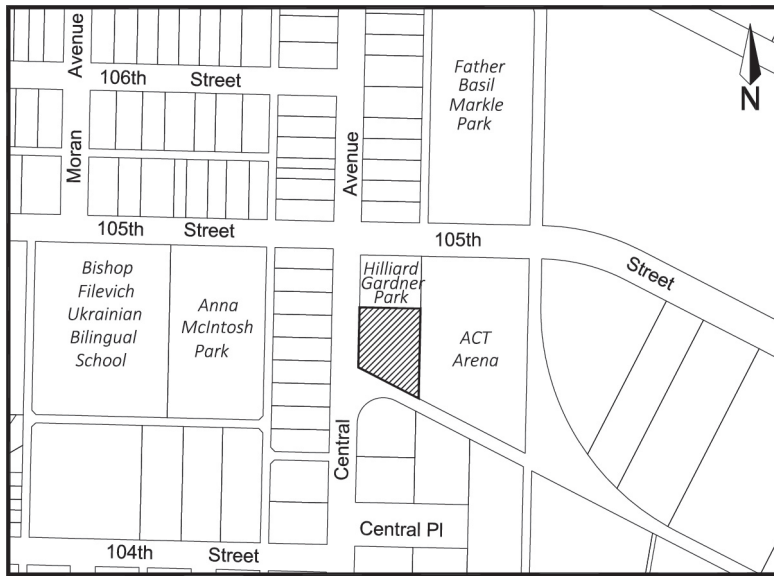 Avenue
106th Street
Father
Basil
Markle
Park
N
Moran
Avenue
105th Street
105th
Street
Bishop
Filevich
Ukrainian
Bilingual
School
Anna
McIntosh
Park
Hilliard
Gardner
Park
ACT
Arena
Central
Central Pl
104th Street